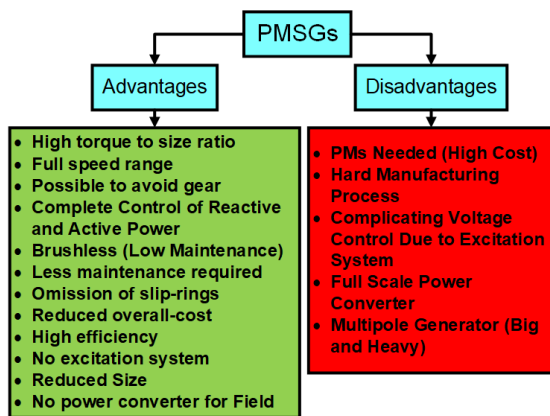 PMSGs
Advantages
Disadvantages
• High torque to size ratio
• Full speed range
• Possible to avoid gear
• Complete Control of Reactive
and Active Power
• Brushless (Low Maintenance)
• Less maintenance required
• Omission of slip-rings
• Reduced overall-cost
• High efficiency
• No excitation system
• Reduced Size
• No power converter for Field
• PMs Needed (High Cost)
• Hard Manufacturing
Process
• Complicating Voltage
Control Due to Excitation
System
• Full Scale Power
Converter
• Multipole Generator (Big
and Heavy)